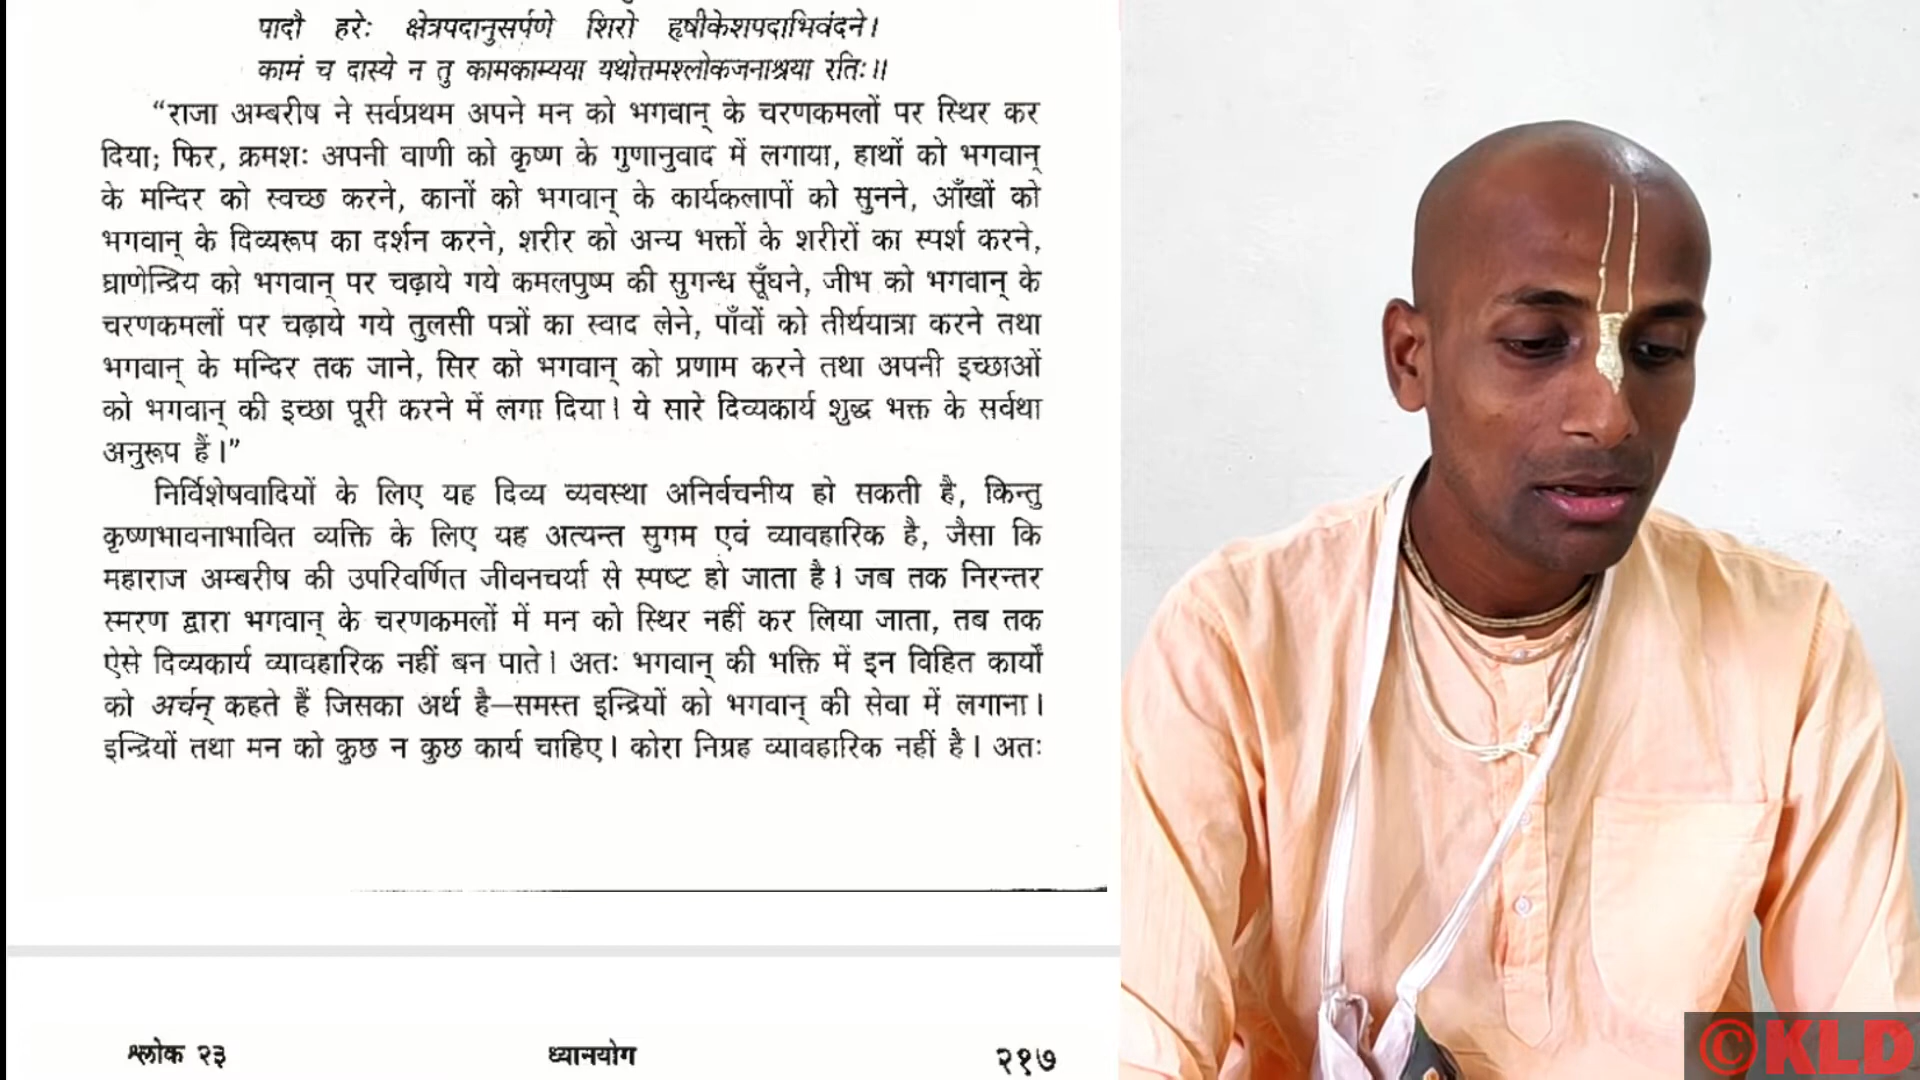 पादौ हरेः क्षेत्रपदानुसर्पणे शिरो हृषीकेशपदाभिवंदने।
कामं च दास्ये न तु कामकाम्यया यथोत्तमश्लोकजनाश्रया रतिः॥
“राजा अम्बरीष ने सर्वप्रथम अपने मन को भगवान् के चरणकमलों पर स्थिर कर
दिया; फिर, क्रमशः अपनी वाणी को कृष्ण के गुणानुवाद में लगाया, हाथों को भगवान्
के मन्दिर को स्वच्छ करने, कानों को भगवान् के कार्यकलापों को सुनने, आँखों को
भगवान् के दिव्यरूप का दर्शन करने, शरीर को अन्य भक्तों के शरीरों का स्पर्श करने,
घ्राणेन्द्रिय को भगवान् पर चढ़ाये गये कमलपुष्प की सुगन्ध सूँघने, जीभ को भगवान् के
चरणकमलों पर चढ़ाये गये तुलसी पत्रों का स्वाद लेने, पाँवों को तीर्थयात्रा करने तथा
भगवान् के मन्दिर तक जाने, सिर को भगवान् को प्रणाम करने तथा अपनी इच्छाओं
को भगवान् की इच्छा पूरी करने में लगा दिया। ये सारे दिव्यकार्य शुद्ध भक्त के सर्वथा
अनुरूप हैं।”
निर्विशेषवादियों के लिए यह दिव्य व्यवस्था अनिर्वचनीय हो सकती है, किन्तु
कृष्णभावनाभावित व्यक्ति के लिए यह अत्यन्त सुगम एवं व्यावहारिक है, जैसा कि
महाराज अम्बरीष की उपरिवर्णित जीवनचर्या से स्पष्ट हो जाता है। जब तक निरन्तर
स्मरण द्वारा भगवान् के चरणकमलों में मन को स्थिर नहीं कर लिया जाता, तब तक
ऐसे दिव्यकार्य व्यावहारिक नहीं बन पाते। अतः भगवान् की भक्ति में इन विहित कार्यों
को अर्चन् कहते हैं जिसका अर्थ है—समस्त इन्द्रियों को भगवान् की सेवा में लगाना।
इन्द्रियों तथा मन को कुछ न कुछ कार्य चाहिए। कोरा निग्रह व्यावहारिक नहीं है। अतः
श्लोक २३ ध्यानयोग २१७
©KLD